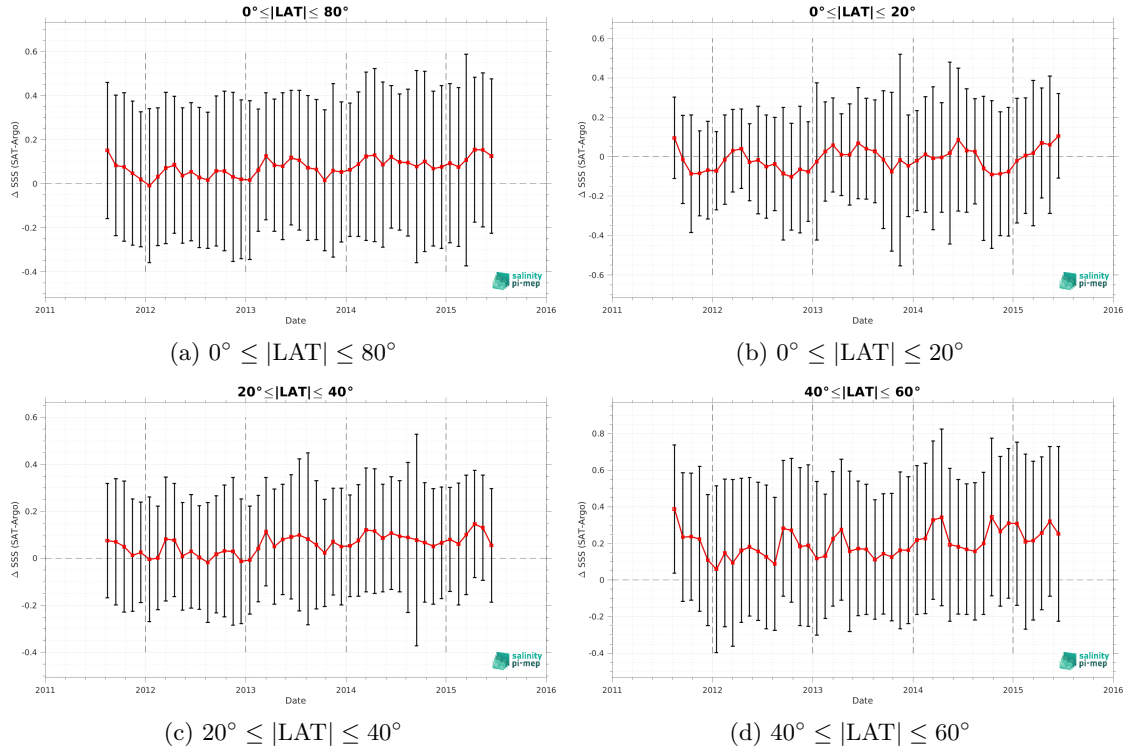 0°≤|LAT|≤ 80°
Δ SSS (SAT-Argo)
0.6
0.4
0.2
0
-0.2
-0.4
2011
2012
2013
2014
2015
2016
Date
salinity
pi-mep
(a) 0° ≤ |LAT| ≤ 80°
0°≤|LAT|≤ 20°
Δ SSS (SAT-Argo)
0.6
0.4
0.2
0
-0.2
-0.4
-0.6
2011
2012
2013
2014
2015
2016
Date
salinity
pi-mep
(b) 0° ≤ |LAT| ≤ 20°
20°≤|LAT|≤ 40°
Δ SSS (SAT-Argo)
0.6
0.4
0.2
0
-0.2
-0.4
2011
2012
2013
2014
2015
2016
Date
salinity
pi-mep
(c) 20° ≤ |LAT| ≤ 40°
40°≤|LAT|≤ 60°
Δ SSS (SAT-Argo)
0.8
0.6
0.4
0.2
0
-0.2
-0.4
2011
2012
2013
2014
2015
2016
Date
salinity
pi-mep
(d) 40° ≤ |LAT| ≤ 60°